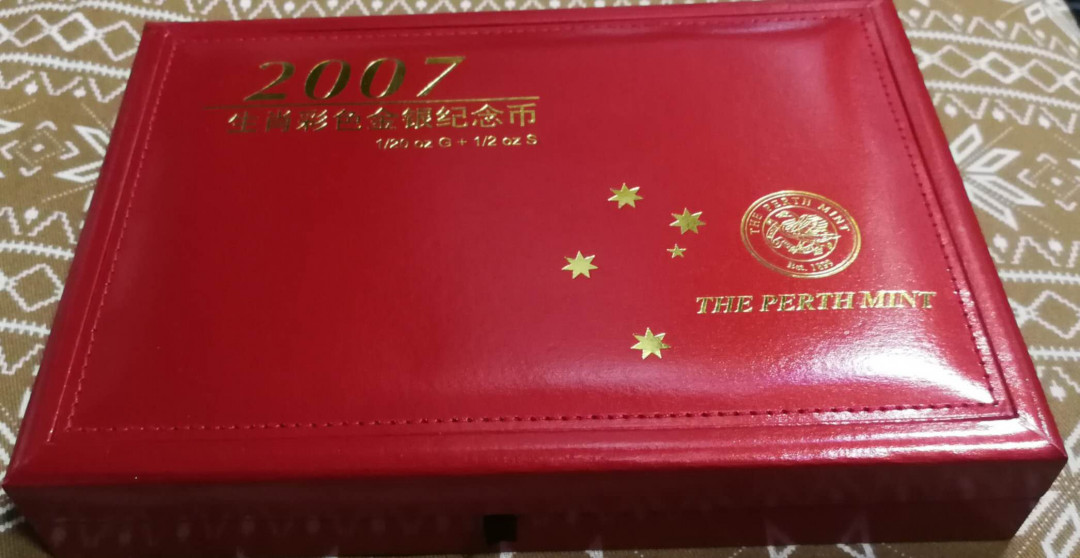 2007
生肖彩色金银纪念币
1/20 oz G + 1/2 oz S
THE PERTH MINT
Est. 1899
THE PERTH MINT